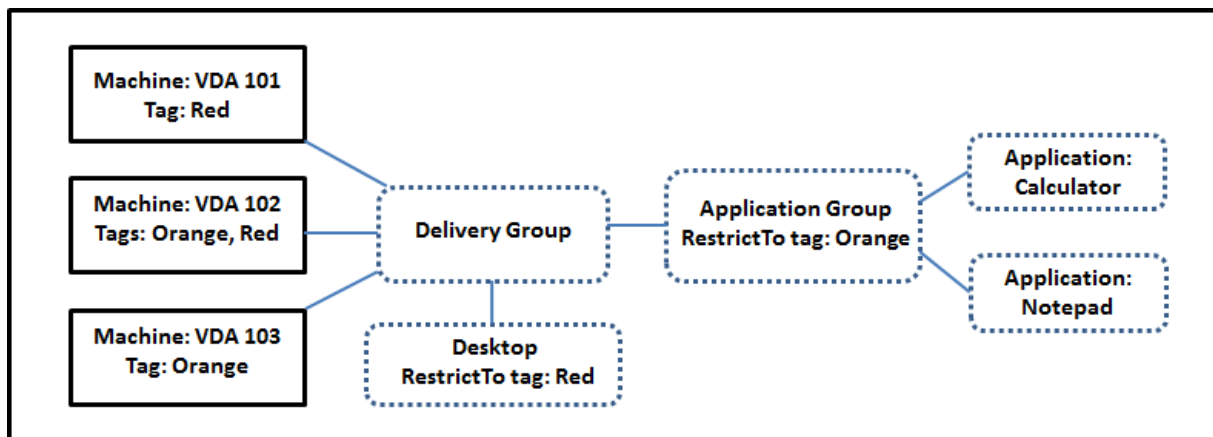 Machine: VDA 101
Tag: Red
Machine: VDA 102
Tags: Orange, Red
Machine: VDA 103
Tag: Orange
Delivery Group
Desktop
RestrictTo tag: Red
Application Group
RestrictTo tag: Orange
Application:
Calculator
Application:
Notepad